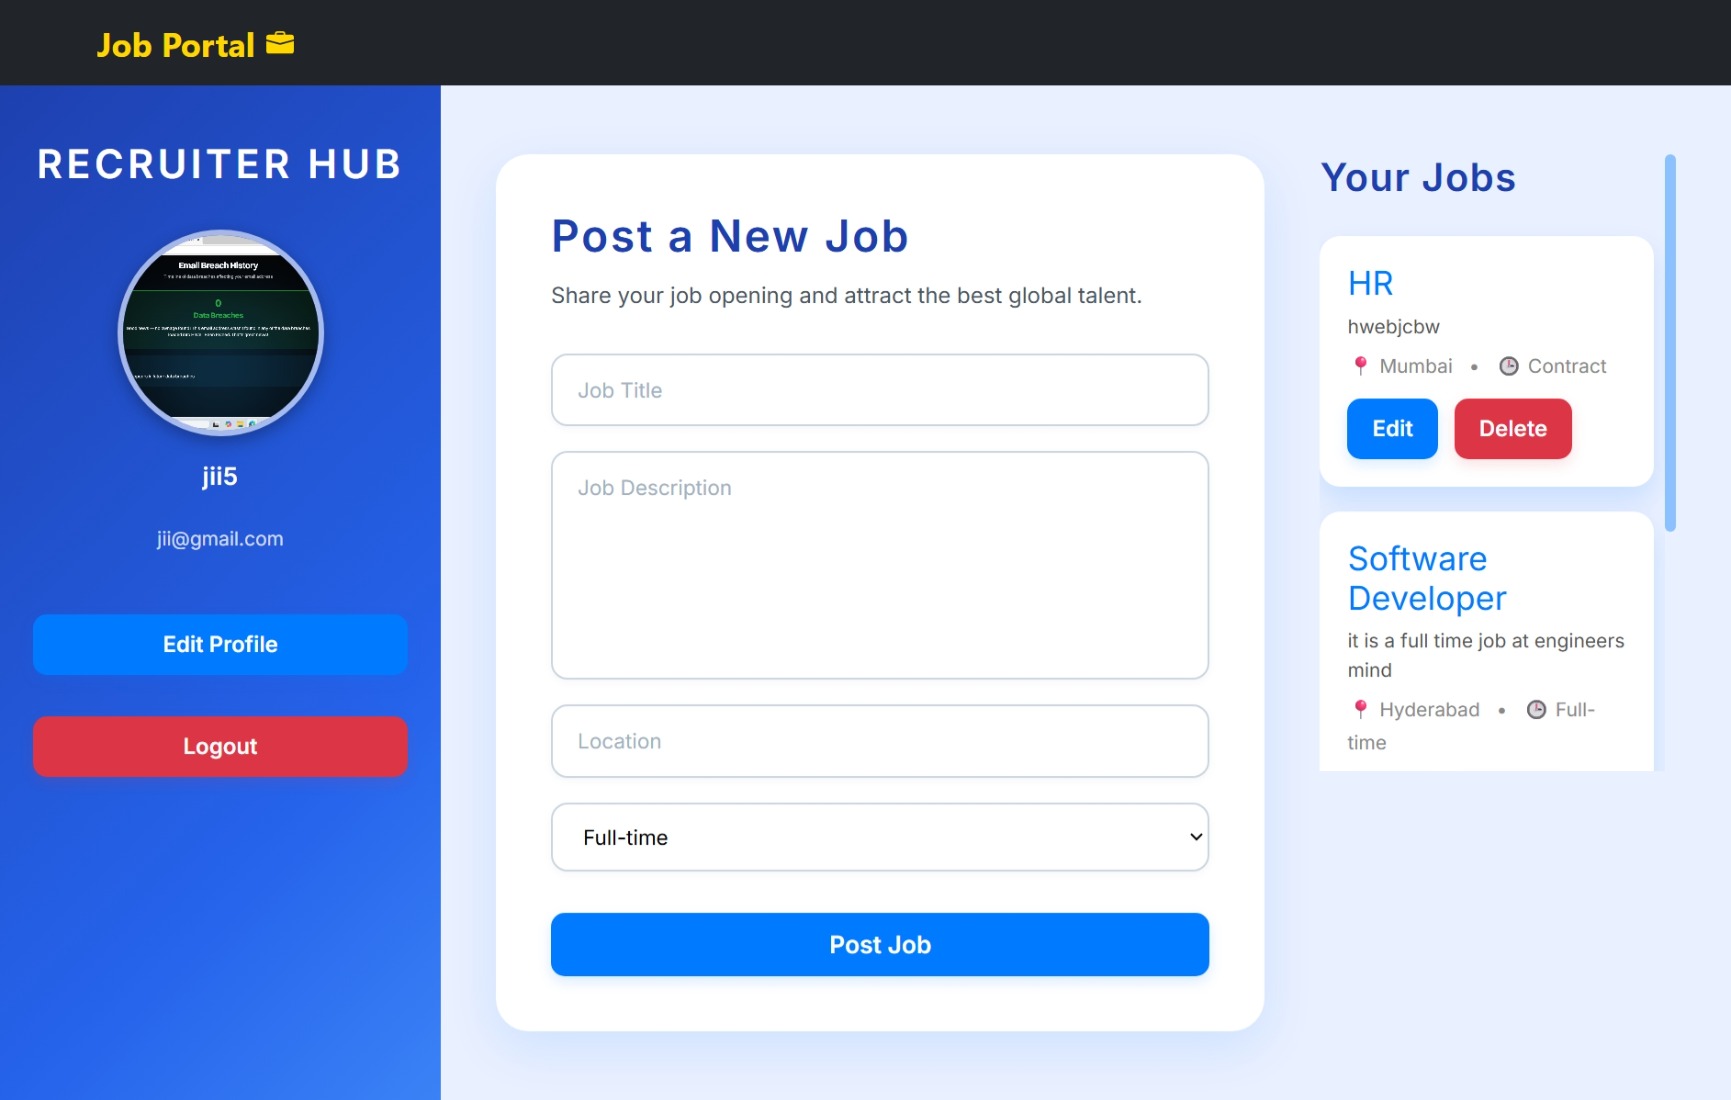 Job Portal
RECRUITER HUB
Email Breach History
0
Data Breaches
jii5
jii@gmail.com
Edit Profile
Logout
Post a New Job
Share your job opening and attract the best global talent.
Job Title
Job Description
Location
Full-time
Post Job
Your Jobs
HR
hwebjcbw
Mumbai • Contract
Edit Delete
Software
Developer
it is a full time job at engineers
mind
Hyderabad • Full-
time